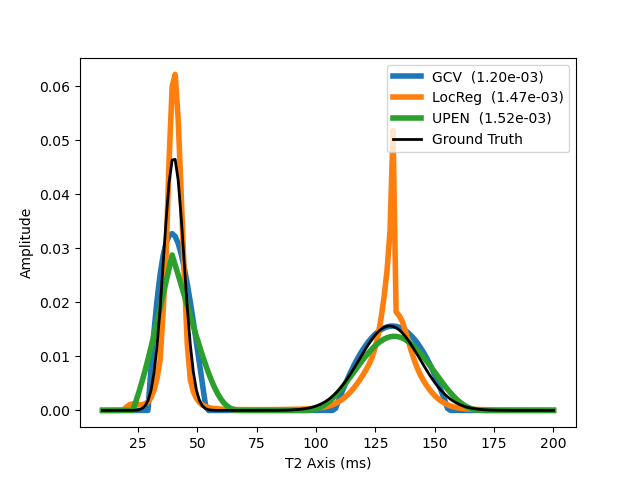 GCV (1.20e-03)
LocReg (1.47e-03)
UPEN (1.52e-03)
Ground Truth
0.06
0.05
0.04
0.03
0.02
0.01
0.00
Amplitude
25 50 75 100 125 150 175 200
T2 Axis (ms)